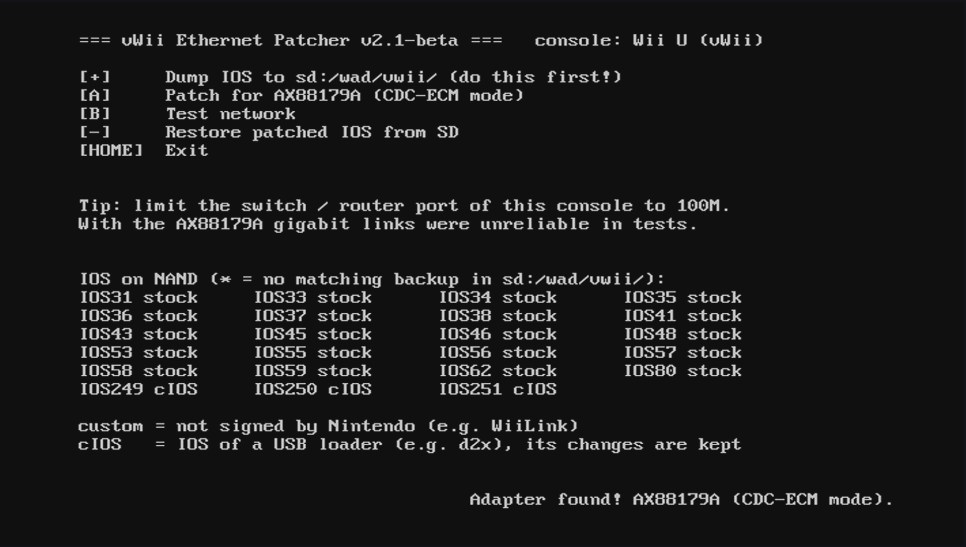 === vWii Ethernet Patcher v2.1-beta === console: Wii U (vWii)
[+] Dump IOS to sd:/wad/vwii/ (do this first!)
[A] Patch for AX88179A (CDC-ECM mode)
[B] Test network
[-] Restore patched IOS from SD
[HOME] Exit
Tip: limit the switch / router port of this console to 100M.
With the AX88179A gigabit links were unreliable in tests.
IOS on NAND (* = no matching backup in sd:/wad/vwii/):
IOS31 stock IOS33 stock IOS34 stock IOS35 stock
IOS36 stock IOS37 stock IOS38 stock IOS41 stock
IOS43 stock IOS45 stock IOS46 stock IOS48 stock
IOS53 stock IOS55 stock IOS56 stock IOS57 stock
IOS58 stock IOS59 stock IOS62 stock IOS80 stock
IOS249 cIOS IOS250 cIOS IOS251 cIOS
custom = not signed by Nintendo (e.g. WiiLink)
cIOS = IOS of a USB loader (e.g. d2x), its changes are kept
Adapter found! AX88179A (CDC-ECM mode).